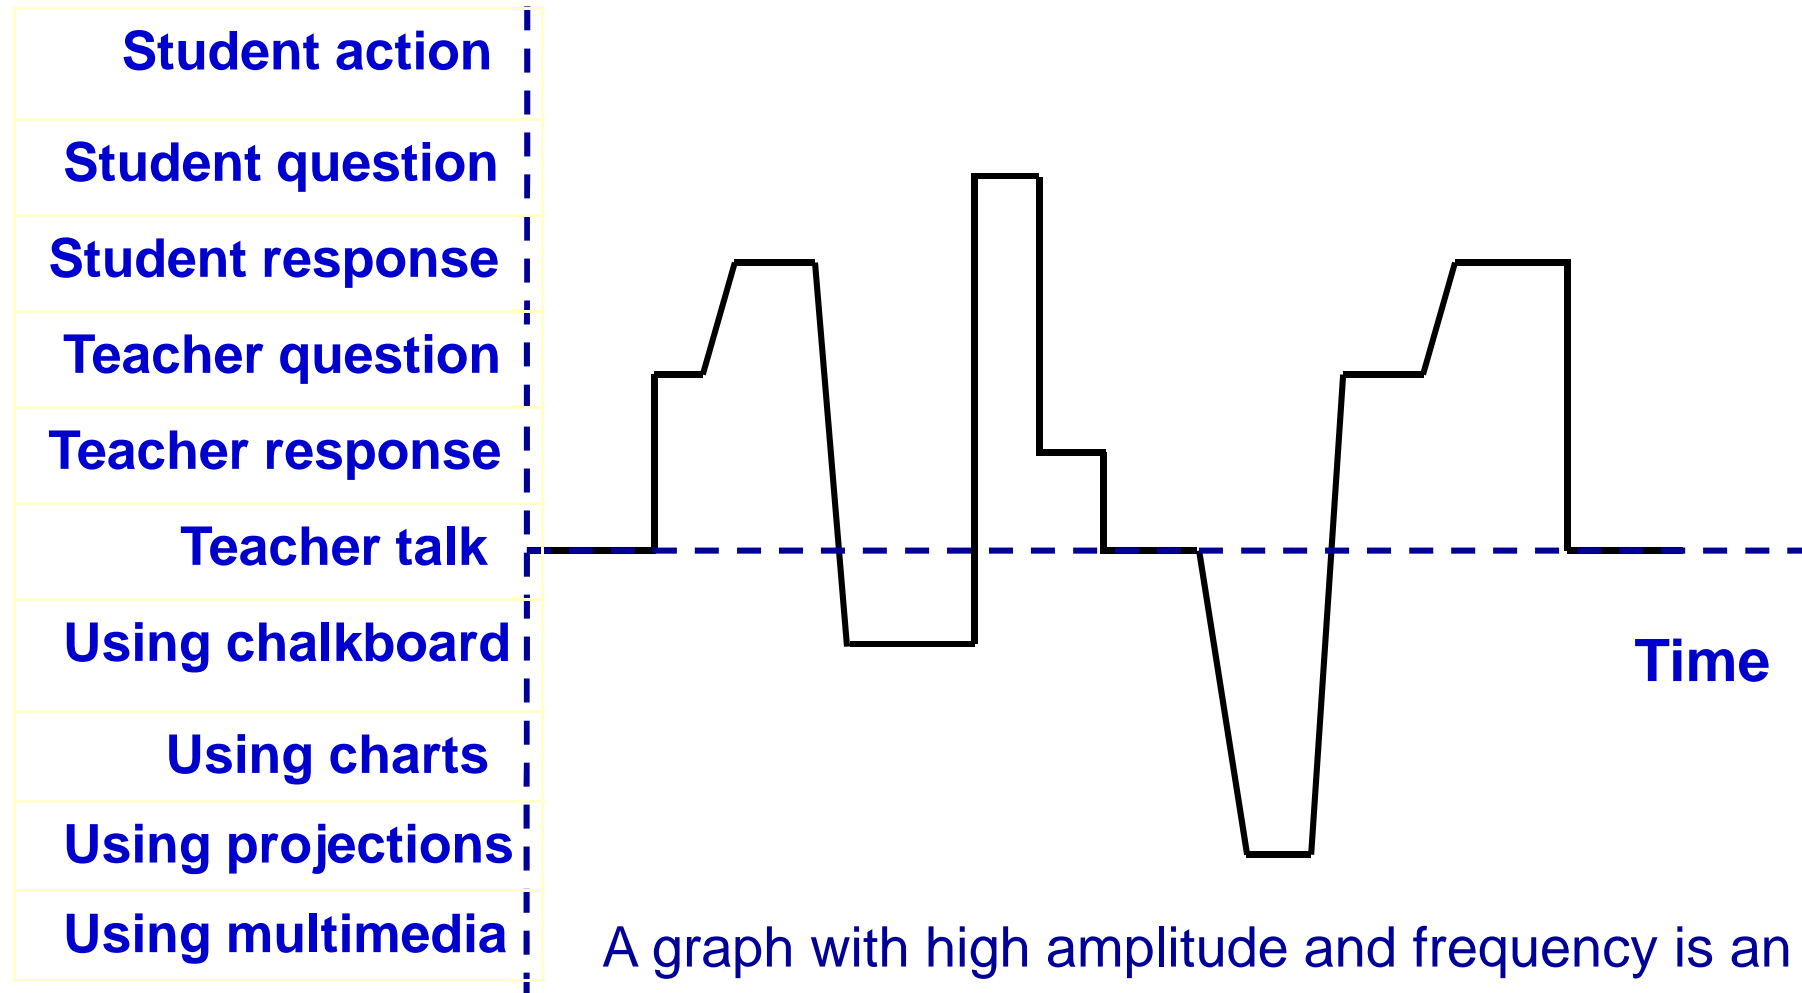 Student action
Student question
Student response
Teacher question
Teacher response
Teacher talk
Using chalkboard
Time
Using charts
Using projections
Using multimedia
A graph with high amplitude and frequency is an